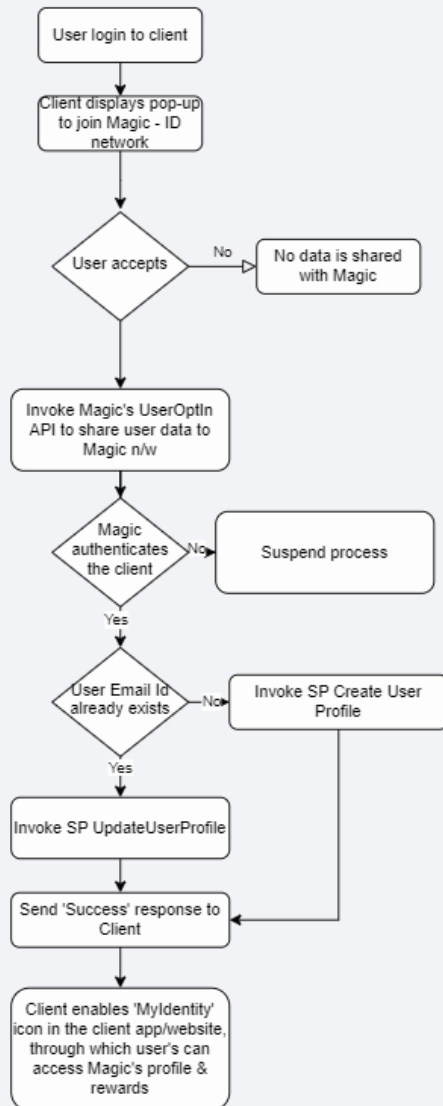 User login to client
Client displays pop-up
to join Magic - ID
network
User accepts
No
No data is shared
with Magic
Invoke Magic's UserOptIn
API to share user data to
Magic n/w
Magic
authenticates
the client
No
Suspend process
Yes
User Email Id
already exists
No
Invoke SP Create User
Profile
Yes
Invoke SP UpdateUserProfile
Send 'Success' response to
Client
Client enables 'MyIdentity'
icon in the client app/website,
through which user's can
access Magic's profile &
rewards